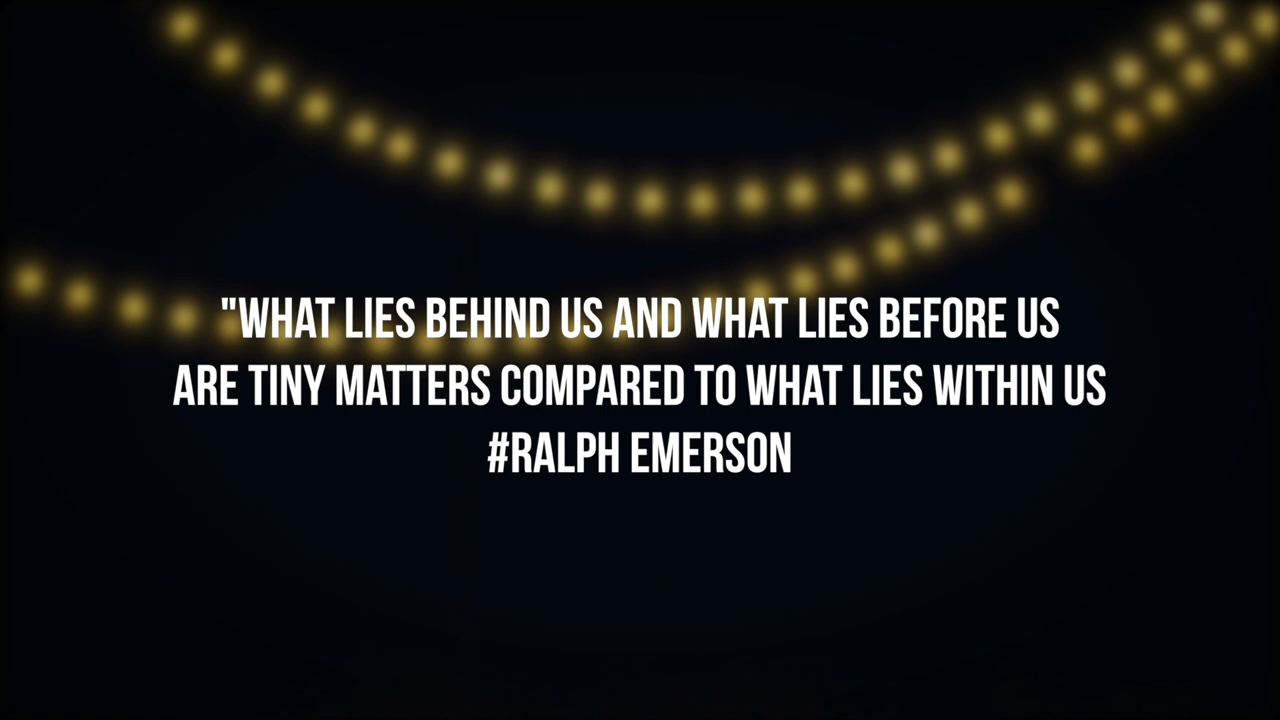 "WHAT LIES BEHIND US AND WHAT LIES BEFORE US
ARE TINY MATTERS COMPARED TO WHAT LIES WITHIN US
#RALPH EMERSON